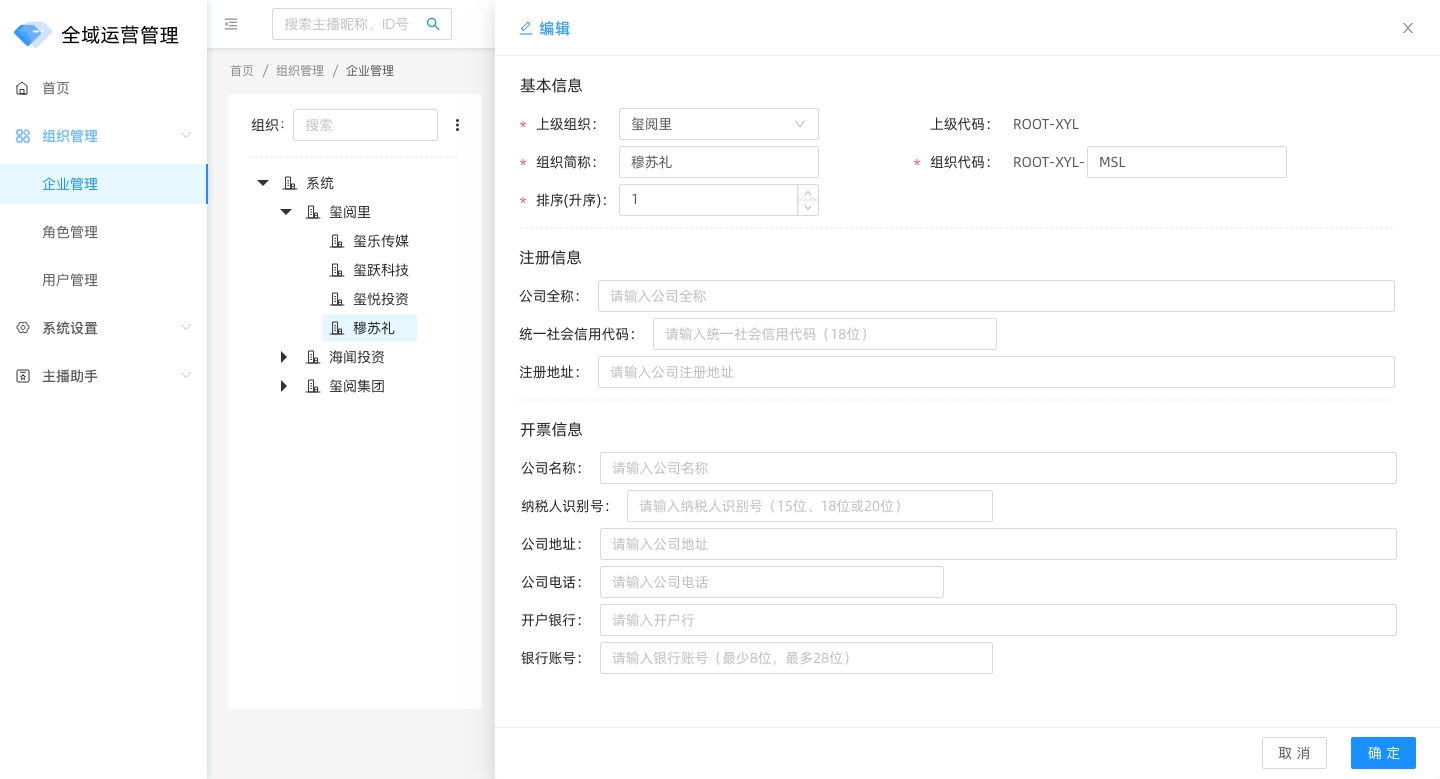 全域运营管理
首页
组织管理
企业管理
角色管理
用户管理
系统设置
主播助手
搜索主播昵称、ID号
首页 / 组织管理 / 企业管理
组织: 搜索
系统
玺阅里
玺乐传媒
玺跃科技
玺悦投资
穆苏礼
海闻投资
玺阅集团
编辑
基本信息
* 上级组织: 玺阅里 上级代码: ROOT-XYL
* 组织简称: 穆苏礼 * 组织代码: ROOT-XYL- MSL
* 排序(升序): 1
注册信息
公司全称: 请输入公司全称
统一社会信用代码: 请输入统一社会信用代码（18位）
注册地址: 请输入公司注册地址
开票信息
公司名称: 请输入公司名称
纳税人识别号: 请输入纳税人识别号（15位、18位或20位）
公司地址: 请输入公司地址
公司电话: 请输入公司电话
开户银行: 请输入开户行
银行账号: 请输入银行账号（最少8位，最多28位）
取 消 确 定